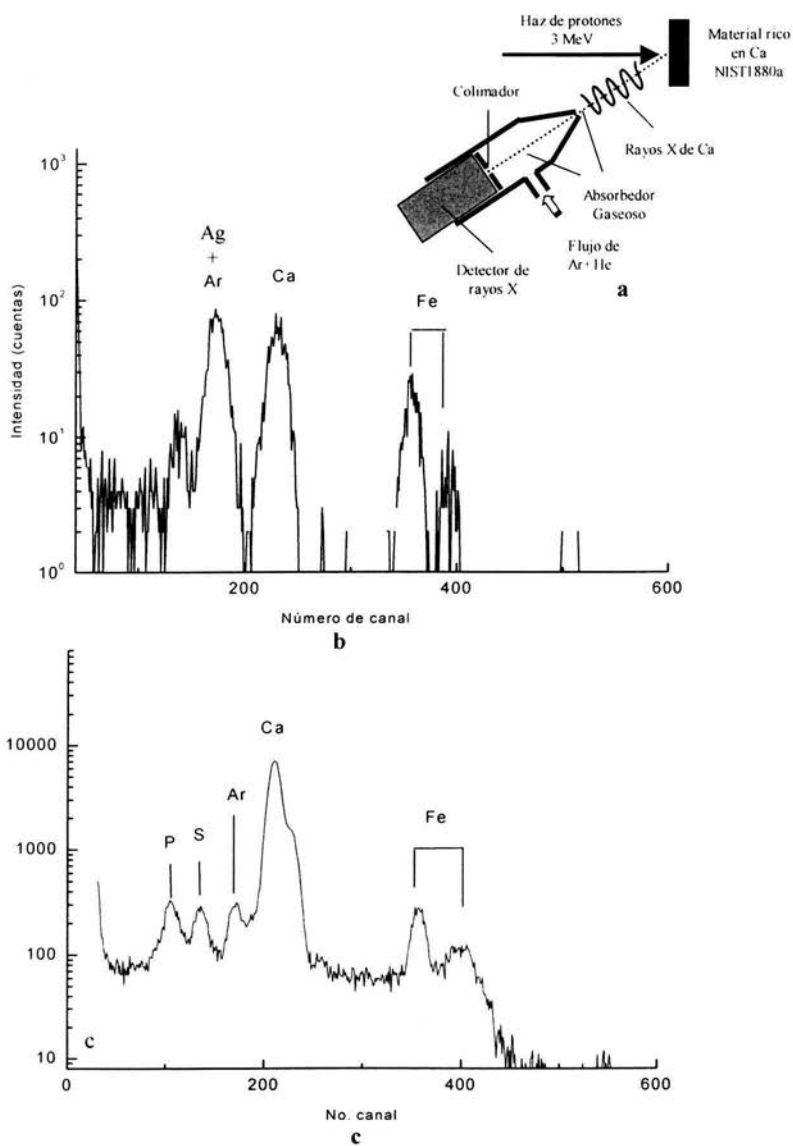 Haz de protones
3 MeV
Material rico
en Ca
NIST1880a
Colimador
Rayos X de Ca
Absorbedor
Gaseoso
Flujo de
Ar+He
Detector de
rayos X
a
10³
10²
10¹
10⁰
Intensidad (cuentas)
Ag
+
Ar
Ca
Fe
200
400
600
Número de canal
b
10000
1000
100
10
P
S
Ar
Ca
Fe
c
0
200
400
600
No. canal
c